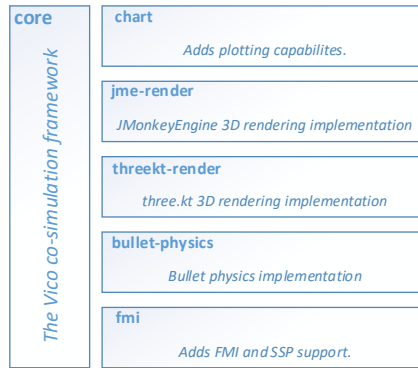 core
The Vico co-simulation framework
chart
Adds plotting capabilites.
jme-render
JMonkeyEngine 3D rendering implementation
threekt-render
three.kt 3D rendering implementation
bullet-physics
Bullet physics implementation
fmi
Adds FMI and SSP support.